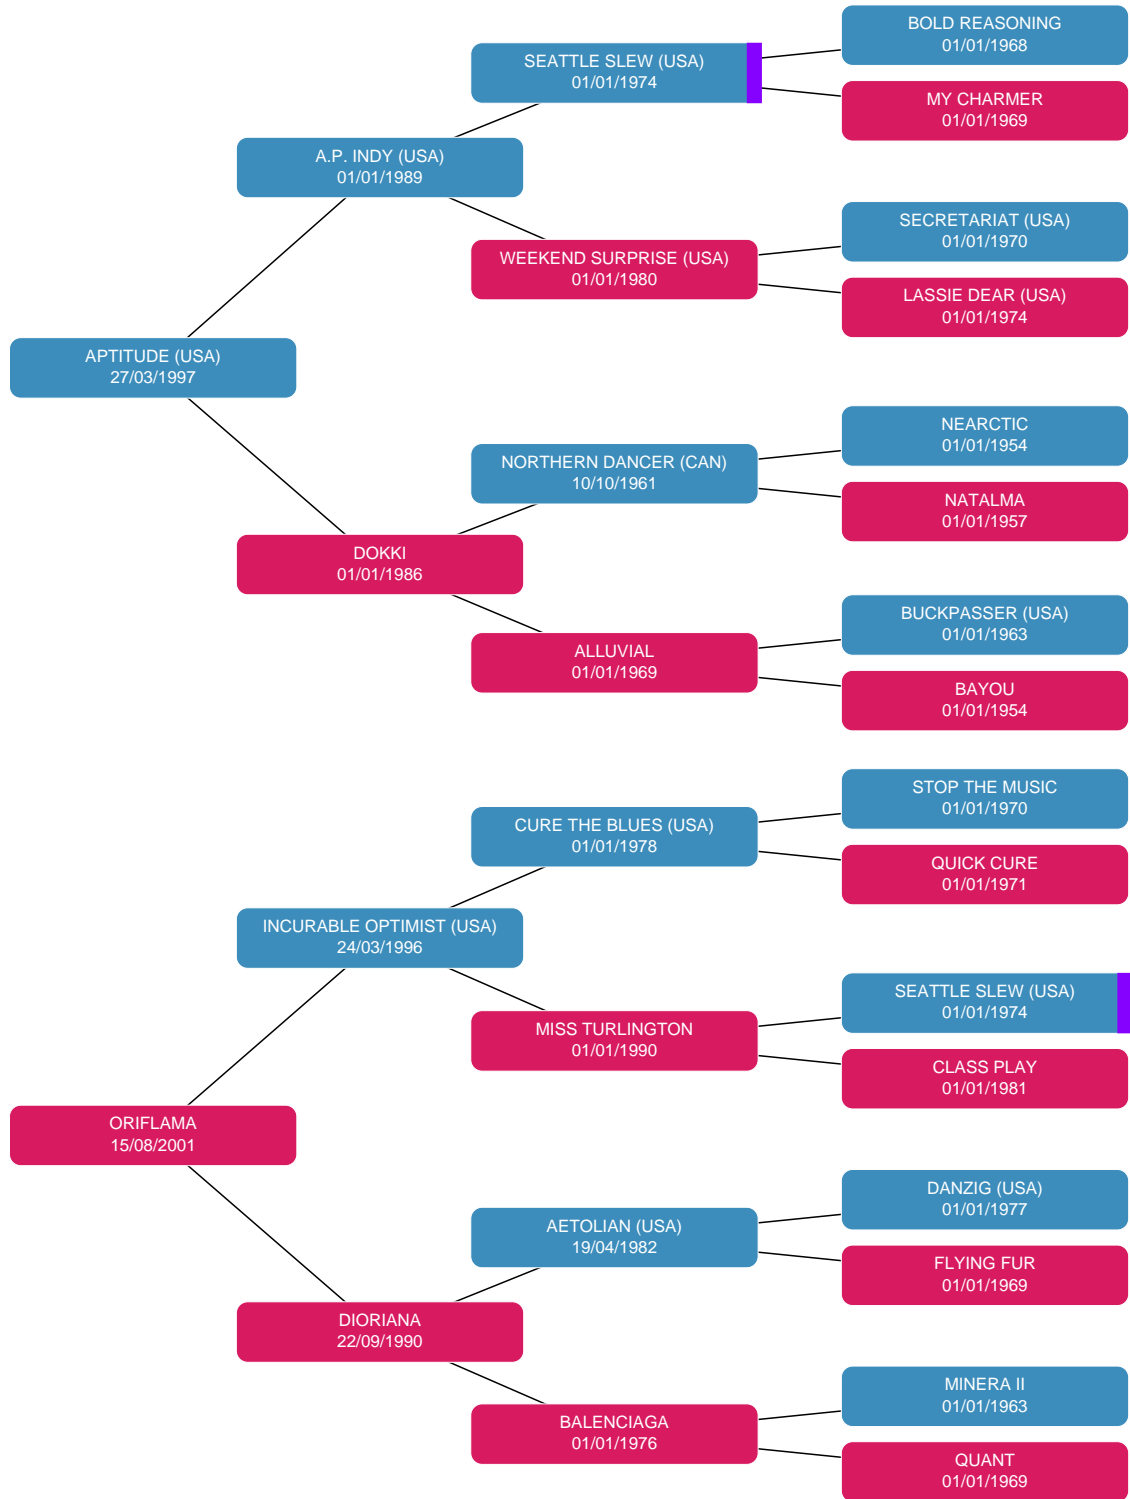 BOLD REASONING
01/01/1968
SEATTLE SLEW (USA)
01/01/1974
MY CHARMER
01/01/1969
A.P. INDY (USA)
01/01/1989
SECRETARIAT (USA)
01/01/1970
WEEKEND SURPRISE (USA)
01/01/1980
LASSIE DEAR (USA)
01/01/1974
APTITUDE (USA)
27/03/1997
NEARCTIC
01/01/1954
NORTHERN DANCER (CAN)
10/10/1961
NATALMA
01/01/1957
DOKKI
01/01/1986
BUCKPASSER (USA)
01/01/1963
ALLUVIAL
01/01/1969
BAYOU
01/01/1954
STOP THE MUSIC
01/01/1970
CURE THE BLUES (USA)
01/01/1978
QUICK CURE
01/01/1971
INCURABLE OPTIMIST (USA)
24/03/1996
SEATTLE SLEW (USA)
01/01/1974
MISS TURLINGTON
01/01/1990
CLASS PLAY
01/01/1981
ORIFLAMA
15/08/2001
DANZIG (USA)
01/01/1977
AETOLIAN (USA)
19/04/1982
FLYING FUR
01/01/1969
DIORIANA
22/09/1990
MINERA II
01/01/1963
BALENCIAGA
01/01/1976
QUANT
01/01/1969